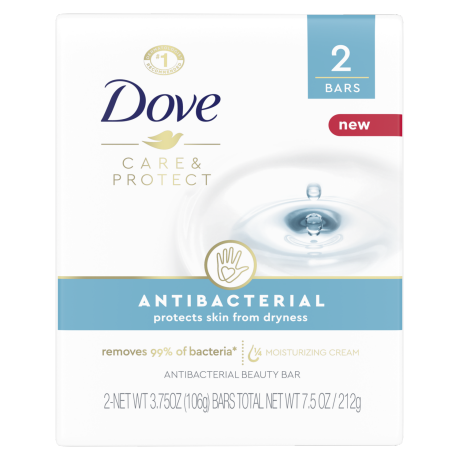 #1
Dove
CARE &
PROTECT
2
BARS
new
ANTIBACTERIAL
protects skin from dryness
removes 99% of bacteria*
¼ MOISTURIZING CREAM
ANTIBACTERIAL BEAUTY BAR
2-NET WT 3.75OZ (106g) BARS TOTAL NET WT 7.5 OZ / 212g